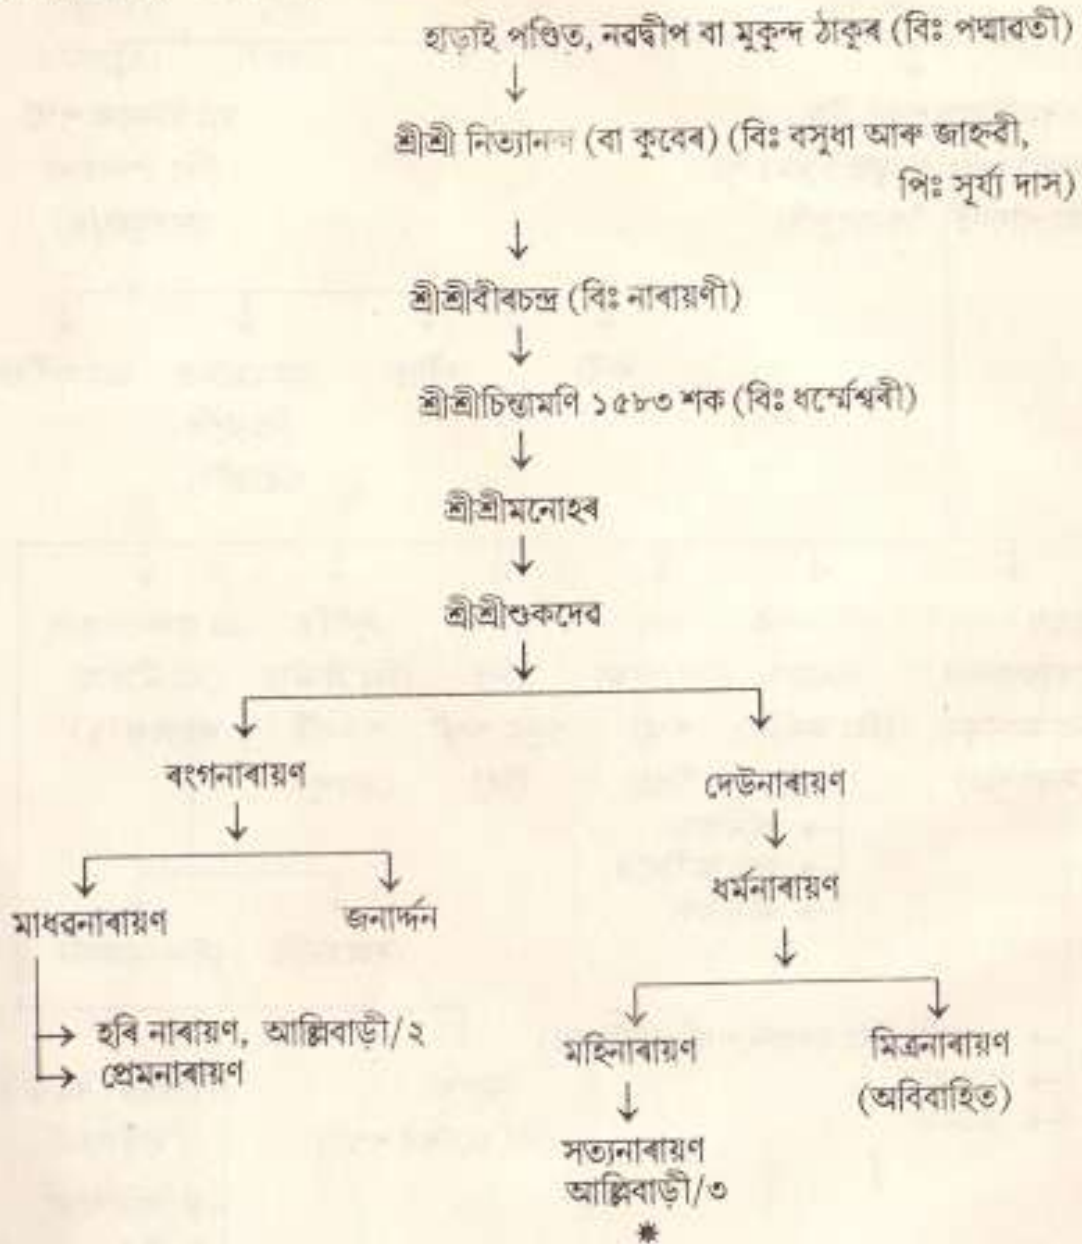 হাড়াই পণ্ডিত, নৱদ্বীপ বা মুকুন্দ ঠাকুৰ (বিঃ পদ্মাৱতী)
শ্ৰীশ্ৰী নিত্যানন্দ (বা কুবেৰ) (বিঃ বসুধা আৰু জাহ্নৱী,
পিঃ সূৰ্য্য দাস)
শ্ৰীশ্ৰীবীৰচন্দ্ৰ (বিঃ নাৰায়ণী)
শ্ৰীশ্ৰীচিন্তামণি ১৫৮৩ শক (বিঃ ধৰ্ম্মেশ্বৰী)
শ্ৰীশ্ৰীমনোহৰ
শ্ৰীশ্ৰীশুকদেৱ
ৰংগনাৰায়ণ
দেউনাৰায়ণ
মাধৱনাৰায়ণ
জনাৰ্দ্দন
ধৰ্মনাৰায়ণ
হৰি নাৰায়ণ, আল্লিবাড়ী/২
প্ৰেমনাৰায়ণ
মহিনাৰায়ণ
মিত্ৰনাৰায়ণ
(অবিবাহিত)
সত্যনাৰায়ণ
আল্লিবাড়ী/৩